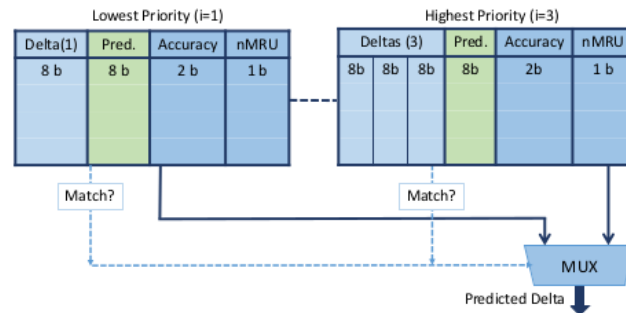 Lowest Priority (i=1)
Highest Priority (i=3)
Delta(1) Pred. Accuracy nMRU
8 b 8 b 2 b 1 b
Deltas (3) Pred. Accuracy nMRU
8b 8b 8b 8b 2b 1 b
Match?
Match?
MUX
Predicted Delta